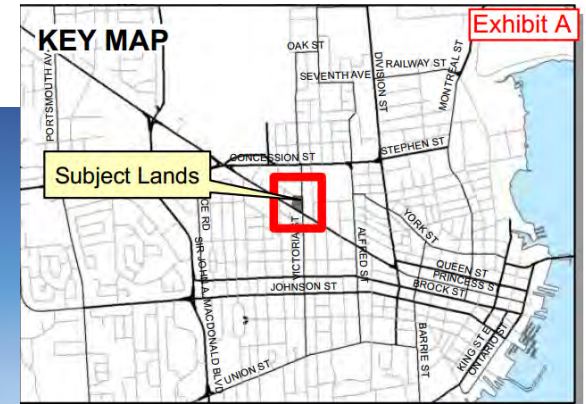 KEY MAP
Exhibit A
OAK ST
DIVISION ST
RAILWAY ST
MONTREAL ST
PORTSMOUTH AV
SEVENTH AVE
STEPHEN ST
CONCESSION ST
Subject Lands
YORK ST
VICTORIA ST
ALFRED ST
SIR JOHN A. MACDONALD BLVD
QUEEN ST
PRINCESS S
BROCK ST
JOHNSON ST
BARRIE ST
KING ST E
ONTARIO ST
UNION ST